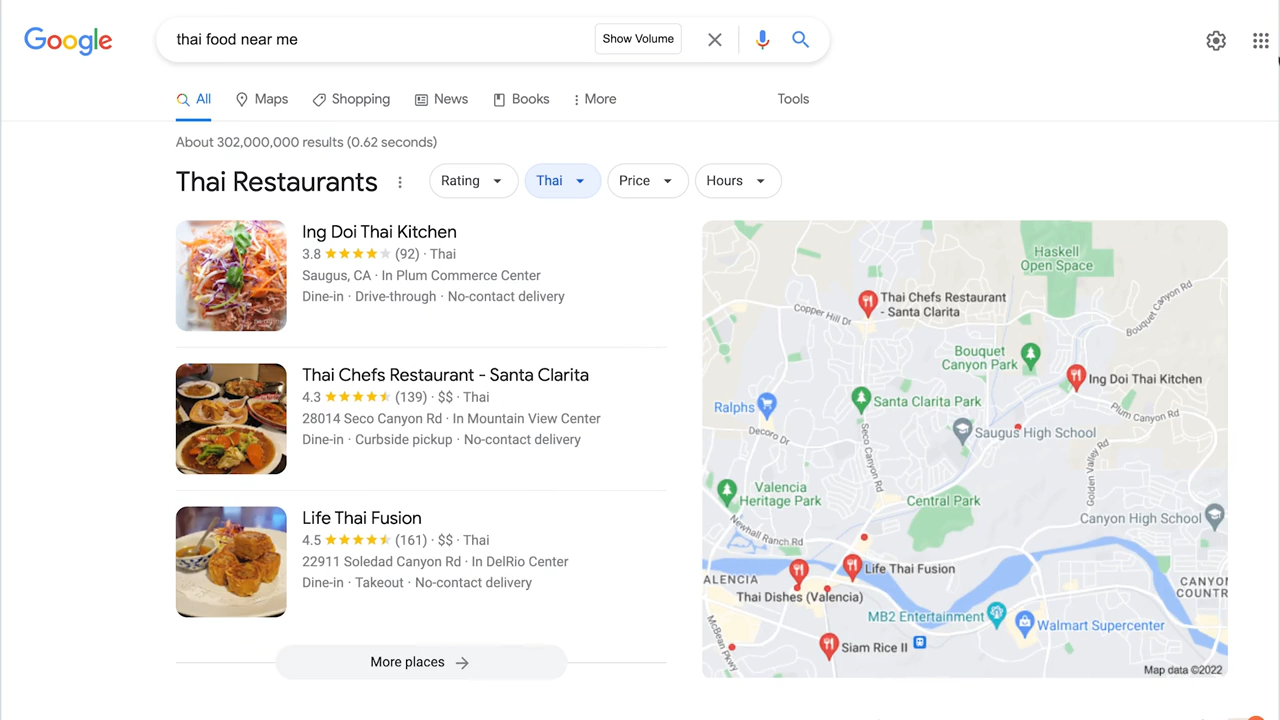 Google
thai food near me
Show Volume
All
Maps
Shopping
News
Books
More
Tools
About 302,000,000 results (0.62 seconds)
Thai Restaurants
Rating
Thai
Price
Hours
Ing Doi Thai Kitchen
3.8 (92) · Thai
Saugus, CA · In Plum Commerce Center
Dine-in · Drive-through · No-contact delivery
Thai Chefs Restaurant - Santa Clarita
4.3 (139) · $$ · Thai
28014 Seco Canyon Rd · In Mountain View Center
Dine-in · Curbside pickup · No-contact delivery
Life Thai Fusion
4.5 (161) · $$ · Thai
22911 Soledad Canyon Rd · In DelRio Center
Dine-in · Takeout · No-contact delivery
More places
Haskell
Open Space
Thai Chefs Restaurant
- Santa Clarita
Copper Hill Dr
Bouquet Canyon Rd
Bouquet
Canyon Park
Ing Doi Thai Kitchen
Ralphs
Santa Clarita Park
Plum Canyon Rd
Decoro Dr
Seco Canyon Rd
Saugus High School
Golden Valley Rd
Valencia
Heritage Park
Central Park
Canyon High School
Newhall Ranch Rd
Life Thai Fusion
ALENCIA
CANYON
COUNTR
Thai Dishes (Valencia)
MB2 Entertainment
Walmart Supercenter
McBean Pkwy
Siam Rice II
Map data ©2022